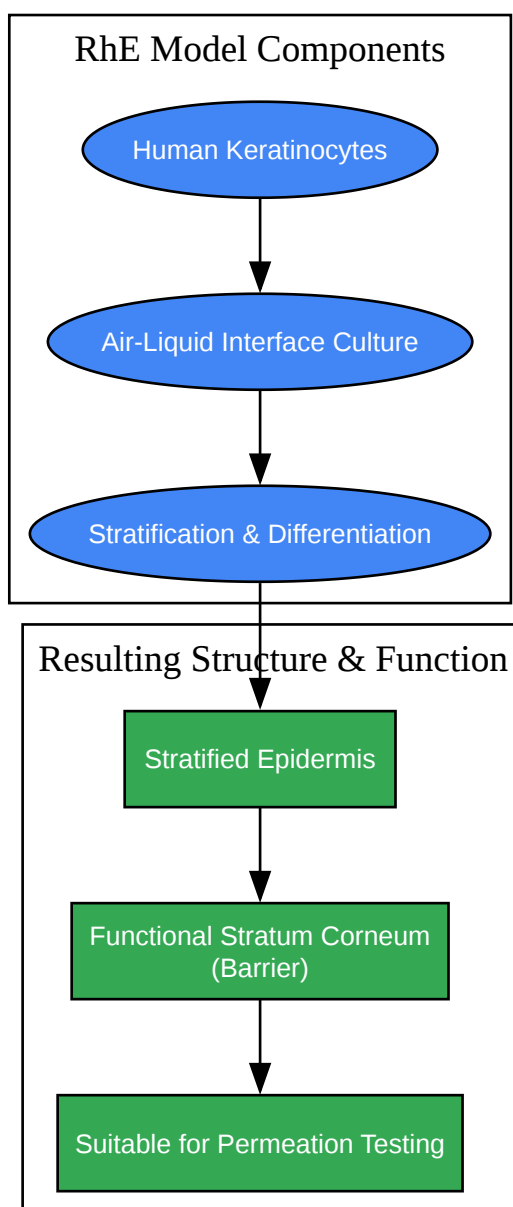 RhE Model Components
Human Keratinocytes
Air-Liquid Interface Culture
Stratification & Differentiation
Resulting Structure & Function
Stratified Epidermis
Functional Stratum Corneum
(Barrier)
Suitable for Permeation Testing